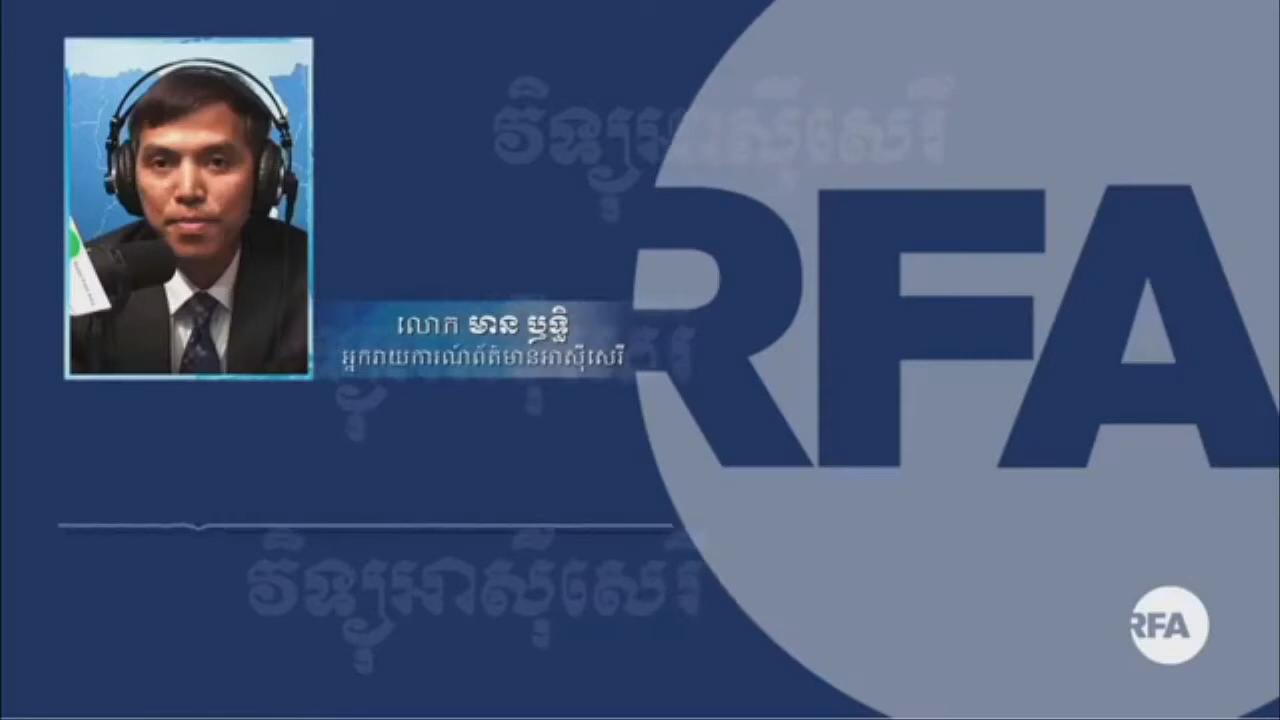 វិទ្យុអាស៊ីសេរី
RFA
លោក មាន ឫទ្ធិ
អ្នករាយការណ៍ព័ត៌មានអាស៊ីសេរី
វិទ្យុអាស៊ីសេរី
RFA